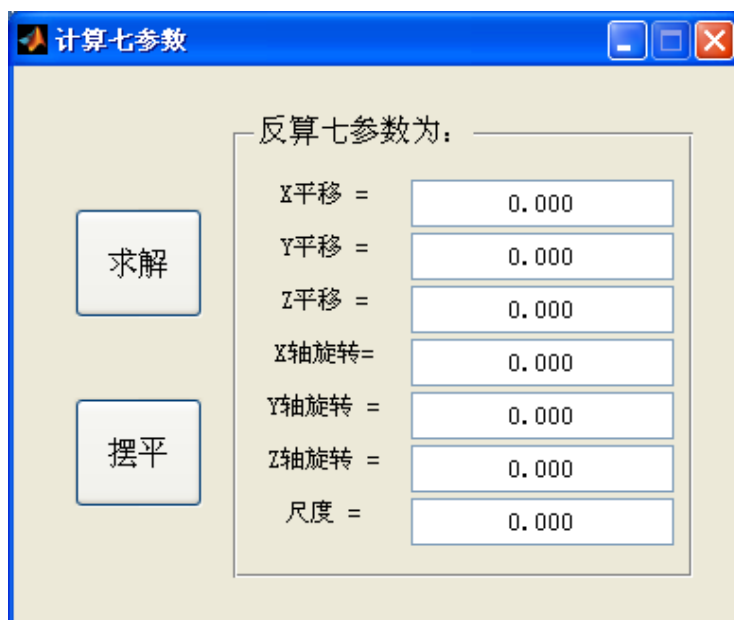 计算七参数
反算七参数为:
X平移 = 0.000
Y平移 = 0.000
Z平移 = 0.000
X轴旋转= 0.000
Y轴旋转 = 0.000
Z轴旋转 = 0.000
尺度 = 0.000
求解
摆平